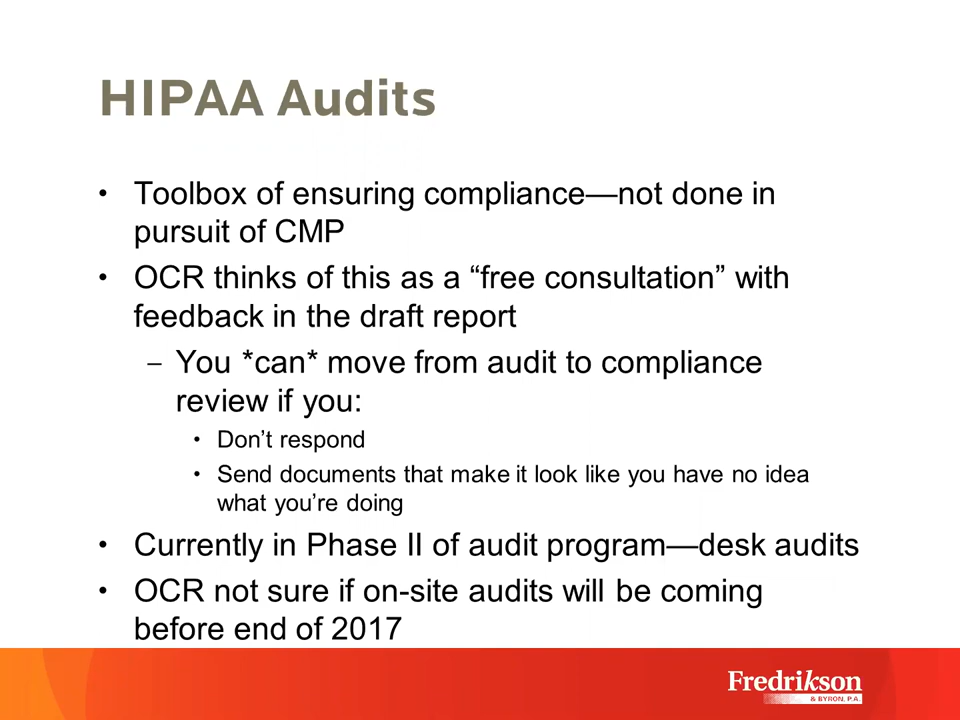 HIPAA Audits
• Toolbox of ensuring compliance—not done in
pursuit of CMP
• OCR thinks of this as a “free consultation” with
feedback in the draft report
– You *can* move from audit to compliance
review if you:
• Don’t respond
• Send documents that make it look like you have no idea
what you’re doing
• Currently in Phase II of audit program—desk audits
• OCR not sure if on-site audits will be coming
before end of 2017
Fredrikson
& BYRON, P.A.